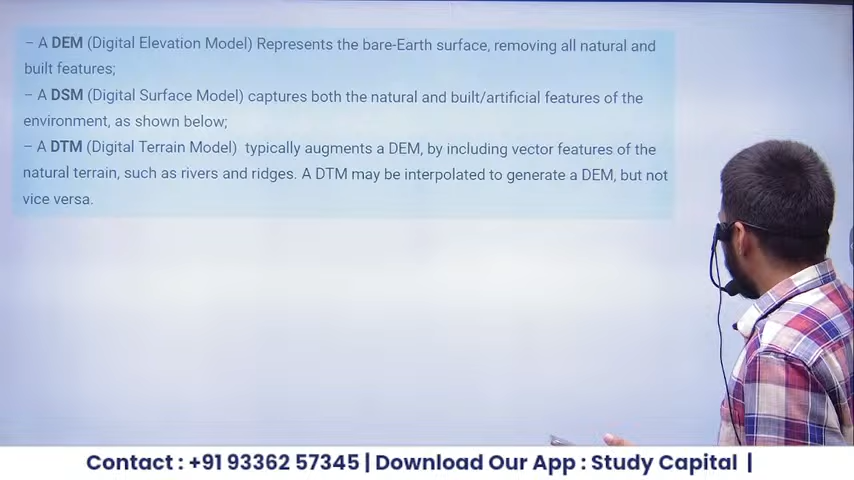 – A DEM (Digital Elevation Model) Represents the bare-Earth surface, removing all natural and
built features;
– A DSM (Digital Surface Model) captures both the natural and built/artificial features of the
environment, as shown below;
– A DTM (Digital Terrain Model) typically augments a DEM, by including vector features of the
natural terrain, such as rivers and ridges. A DTM may be interpolated to generate a DEM, but not
vice versa.
Contact : +91 93362 57345 | Download Our App : Study Capital |